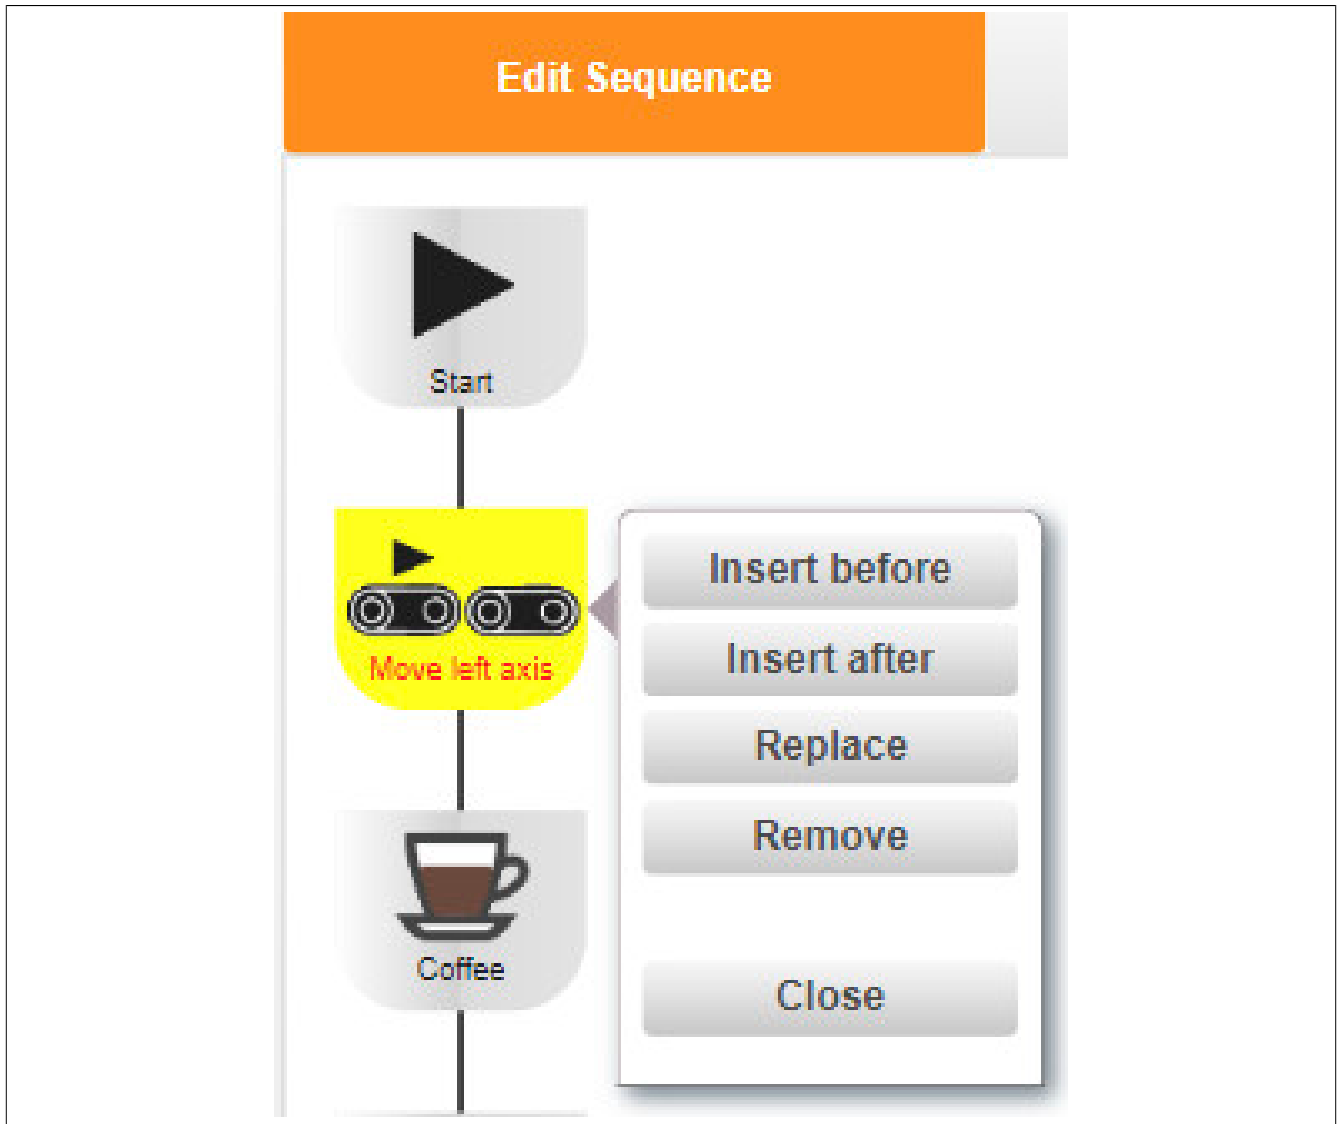 Edit Sequence
Start
Move left axis
Insert before
Insert after
Replace
Remove
Coffee
Close